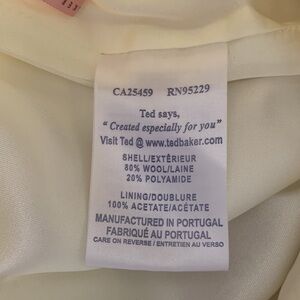 CA25459 RN95229
Ted says,
“Created especially for you”
Visit Ted @ www.tedbaker.com
SHELL/EXTÉRIEUR
80% WOOL/LAINE
20% POLYAMIDE
LINING/DOUBLURE
100% ACETATE/ACÉTATE
MANUFACTURED IN PORTUGAL
FABRIQUÉ AU PORTUGAL
CARE ON REVERSE / ENTRETIEN AU VERSO